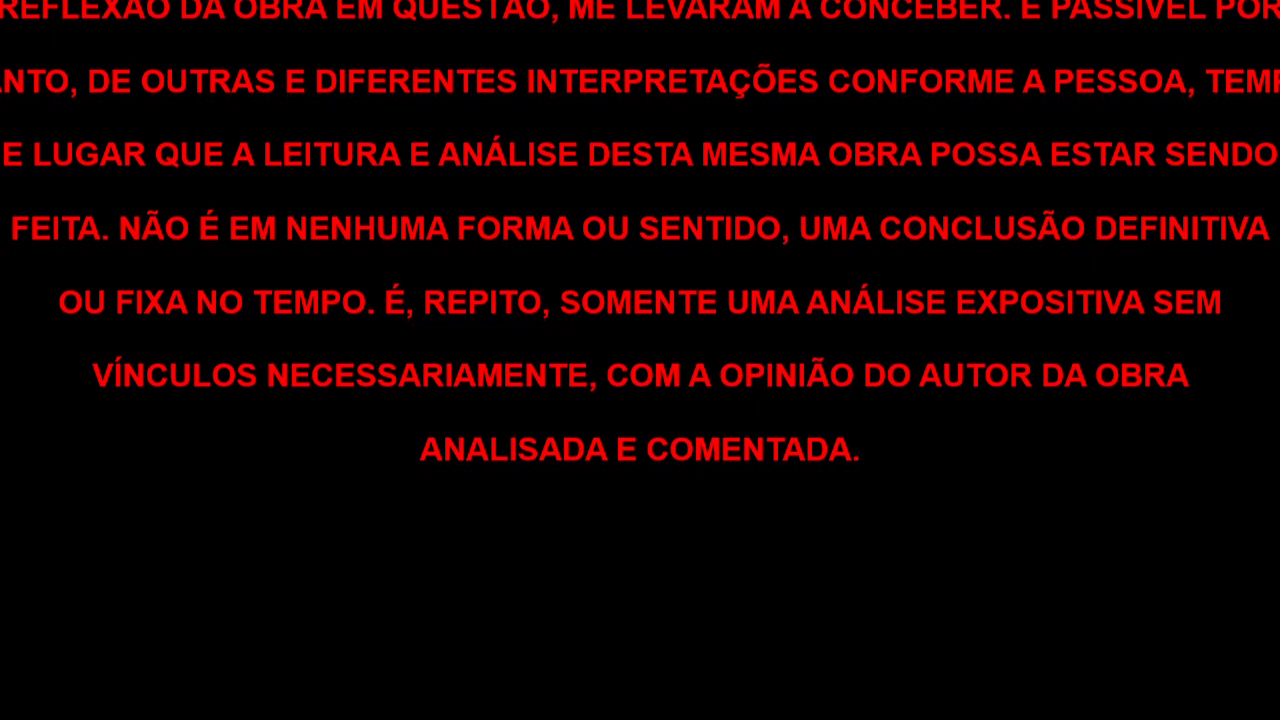 REFLEXÃO DA OBRA EM QUESTÃO, ME LEVARAM A CONCEBER. É PASSÍVEL POR
NTO, DE OUTRAS E DIFERENTES INTERPRETAÇÕES CONFORME A PESSOA, TEMP
E LUGAR QUE A LEITURA E ANÁLISE DESTA MESMA OBRA POSSA ESTAR SENDO
FEITA. NÃO É EM NENHUMA FORMA OU SENTIDO, UMA CONCLUSÃO DEFINITIVA
OU FIXA NO TEMPO. É, REPITO, SOMENTE UMA ANÁLISE EXPOSITIVA SEM
VÍNCULOS NECESSARIAMENTE, COM A OPINIÃO DO AUTOR DA OBRA
ANALISADA E COMENTADA.